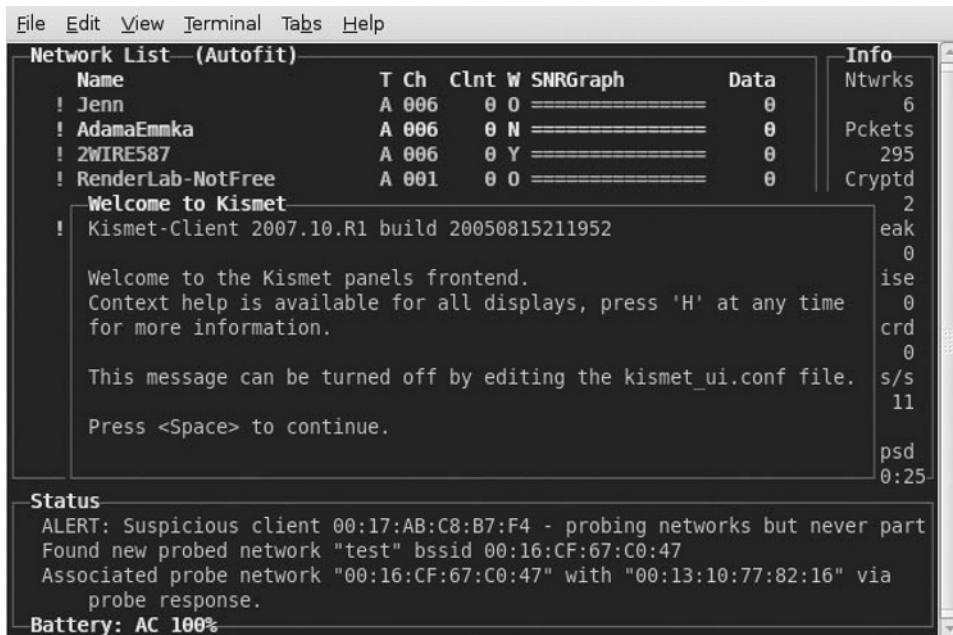 File Edit View Terminal Tabs Help
Network List (Autofit) Info
Name T Ch Clnt W SNRGraph Data Ntwrks
! Jenn A 006 0 O =============== 0 6
! AdamaEmmka A 006 0 N =============== 0 Pckets
! 2WIRE587 A 006 0 Y =============== 0 295
! RenderLab-NotFree A 001 0 O =============== 0 Cryptd
Welcome to Kismet 2
! Kismet-Client 2007.10.R1 build 20050815211952 eak
0
Welcome to the Kismet panels frontend. ise
Context help is available for all displays, press 'H' at any time 0
for more information. crd
0
This message can be turned off by editing the kismet_ui.conf file. s/s
11
Press <Space> to continue.
psd
0:25
Status
ALERT: Suspicious client 00:17:AB:C8:B7:F4 - probing networks but never part
Found new probed network "test" bssid 00:16:CF:67:C0:47
Associated probe network "00:16:CF:67:C0:47" with "00:13:10:77:82:16" via
probe response.
Battery: AC 100%